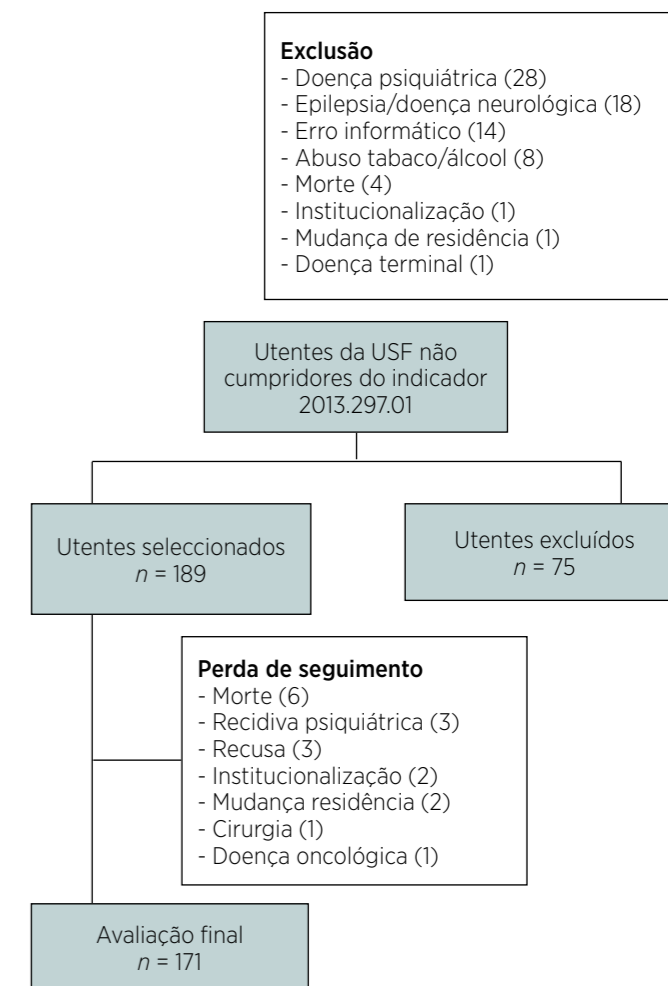 Exclusão
- Doença psiquiátrica (28)
- Epilepsia/doença neurológica (18)
- Erro informático (14)
- Abuso tabaco/álcool (8)
- Morte (4)
- Institucionalização (1)
- Mudança de residência (1)
- Doença terminal (1)
Utentes da USF não
cumpridores do indicador
2013.297.01
Utentes seleccionados
n = 189
Utentes excluídos
n = 75
Perda de seguimento
- Morte (6)
- Recidiva psiquiátrica (3)
- Recusa (3)
- Institucionalização (2)
- Mudança residência (2)
- Cirurgia (1)
- Doença oncológica (1)
Avaliação final
n = 171